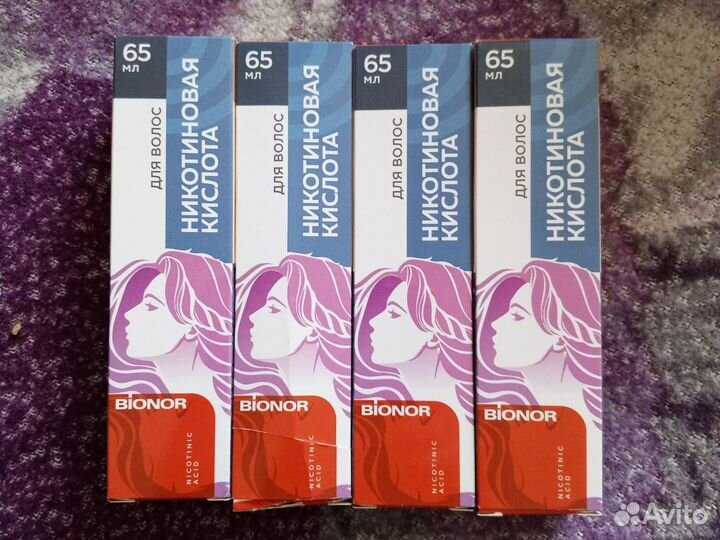 65
МЛ
ДЛЯ ВОЛОС
НИКОТИНОВАЯ
КИСЛОТА
BIONOR
NICOTINIC
ACID
65
МЛ
ДЛЯ ВОЛОС
НИКОТИНОВАЯ
КИСЛОТА
BIONOR
NICOTINIC
ACID
65
МЛ
ДЛЯ ВОЛОС
НИКОТИНОВАЯ
КИСЛОТА
BIONOR
NICOTINIC
ACID
65
МЛ
ДЛЯ ВОЛОС
НИКОТИНОВАЯ
КИСЛОТА
BIONOR
NICOTINIC
ACID
Avito